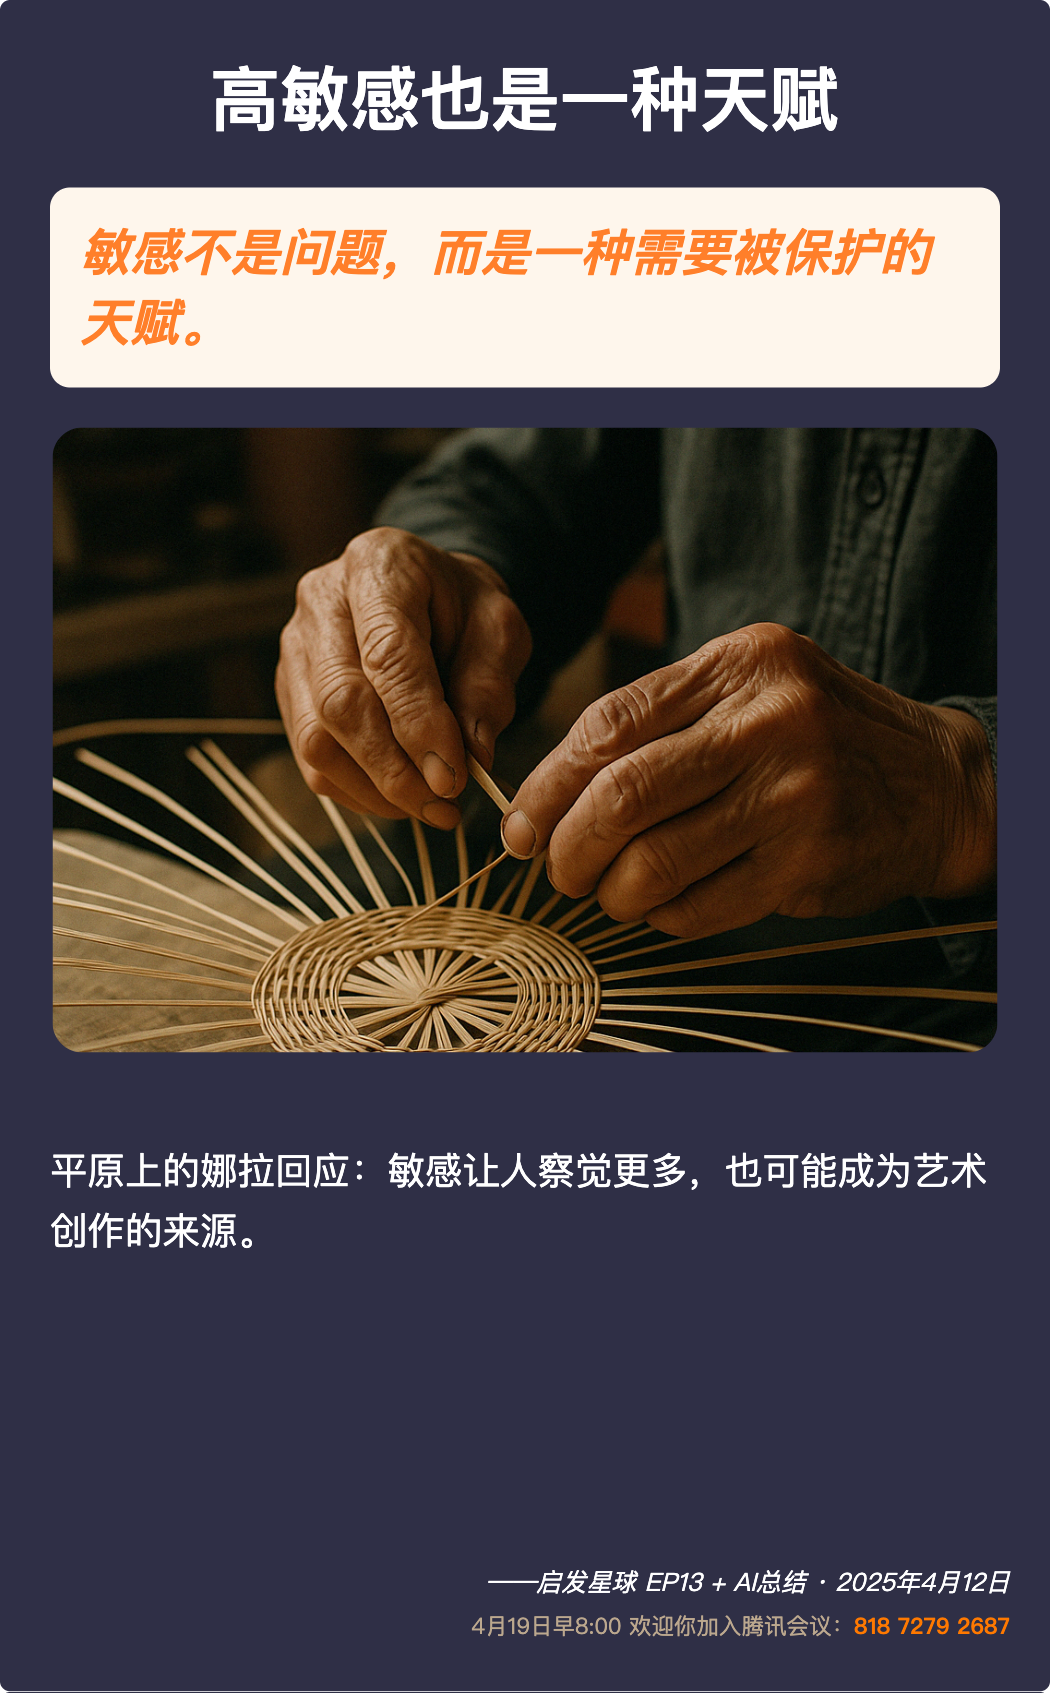 高敏感也是一种天赋
敏感不是问题，而是一种需要被保护的
天赋。
平原上的娜拉回应：敏感让人察觉更多，也可能成为艺术
创作的来源。
——启发星球 EP13 + AI总结 · 2025年4月12日
4月19日早8:00 欢迎你加入腾讯会议：818 7279 2687